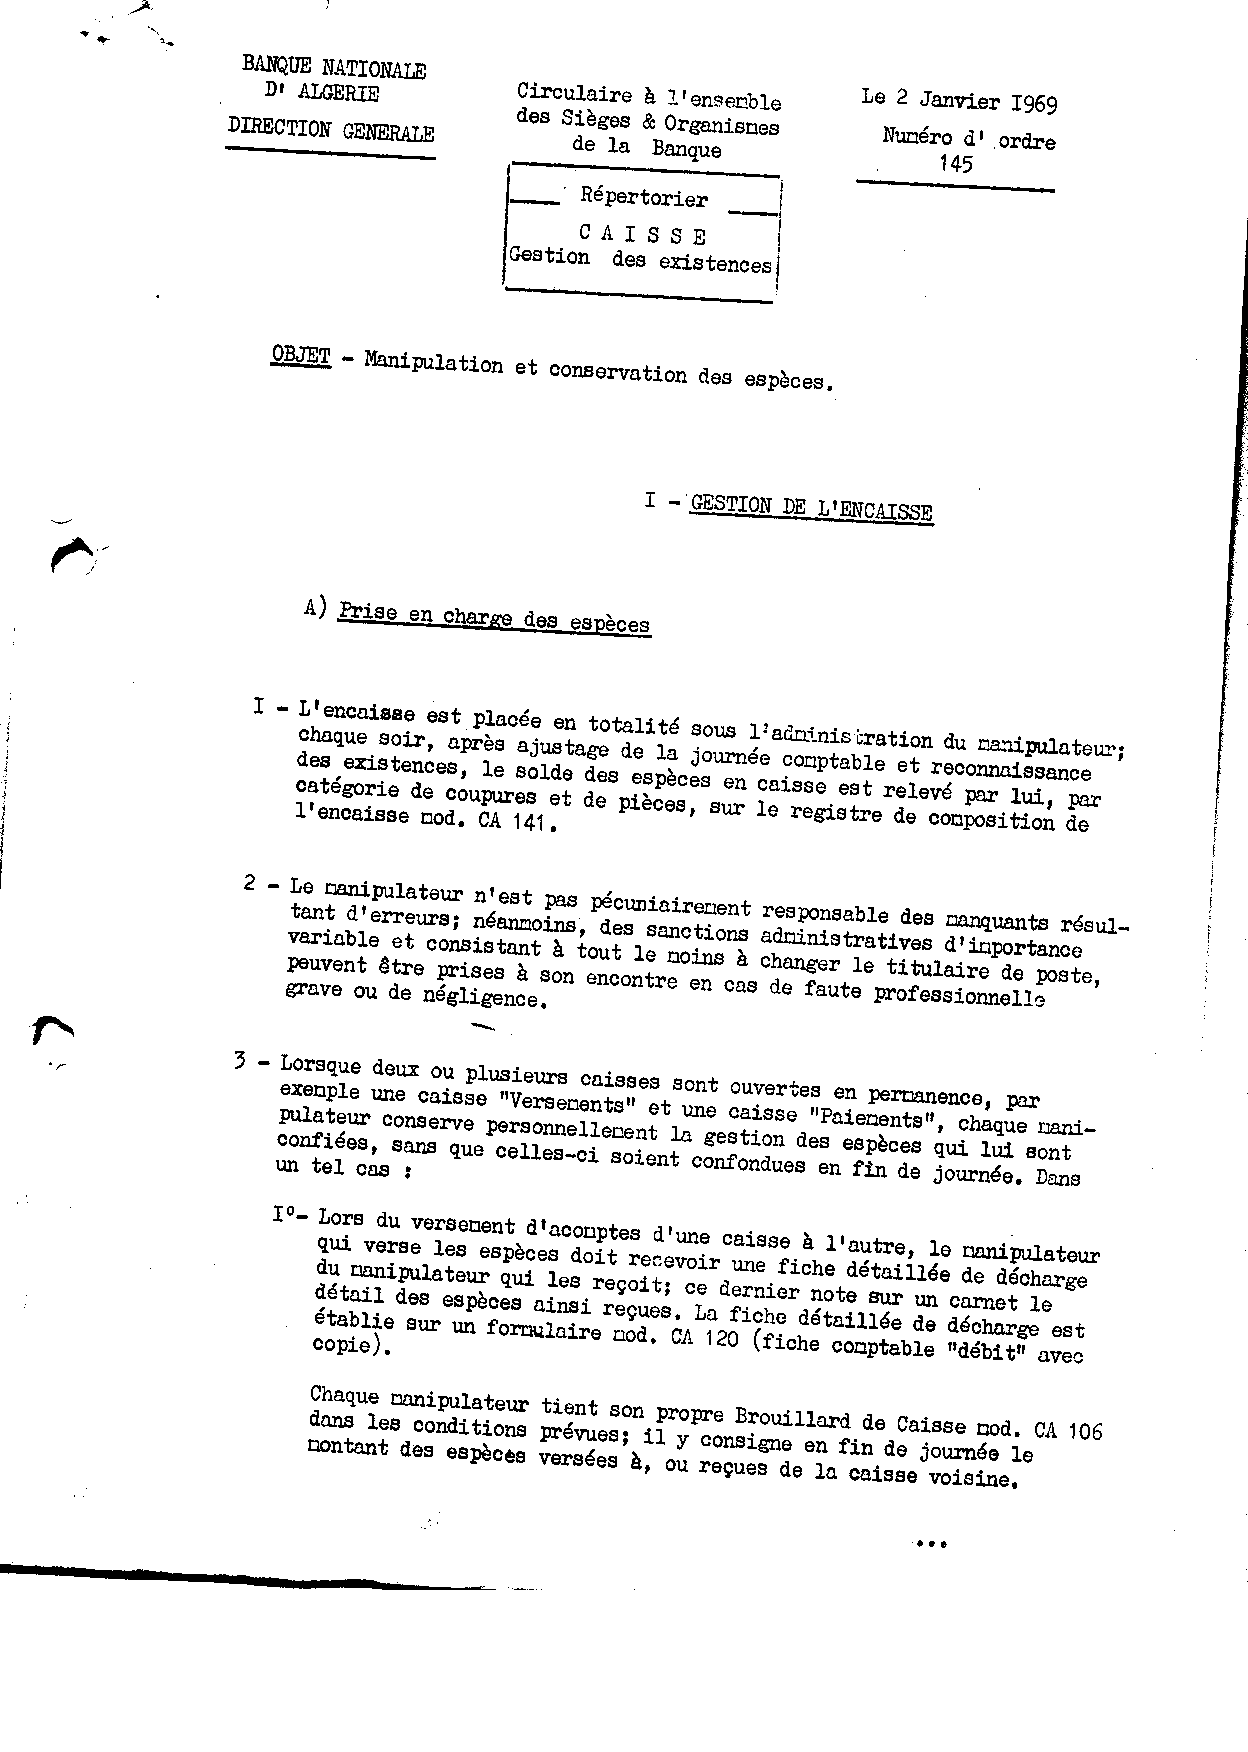 BANQUE NATIONALE
D' ALGERIE
DIRECTION GENERALE
Circulaire à l'ensemble
des Sièges & Organismes
de la Banque
Le 2 Janvier I969
Numéro d' ordre
145
Répertorier
C A I S S E
Gestion des existences
OBJET - Manipulation et conservation des espèces.
I - GESTION DE L'ENCAISSE
A) Prise en charge des espèces
I - L'encaisse est placée en totalité sous l'administration du manipulateur;
chaque soir, après ajustage de la journée comptable et reconnaissance
des existences, le solde des espèces en caisse est relevé par lui, par
catégorie de coupures et de pièces, sur le registre de composition de
l'encaisse mod. CA 141.
2 - Le manipulateur n'est pas pécuniairement responsable des manquants résul-
tant d'erreurs; néanmoins, des sanctions administratives d'importance
variable et consistant à tout le moins à changer le titulaire de poste,
peuvent être prises à son encontre en cas de faute professionnelle
grave ou de négligence.
3 - Lorsque deux ou plusieurs caisses sont ouvertes en permanence, par
exemple une caisse "Versements" et une caisse "Paiements", chaque mani-
pulateur conserve personnellement la gestion des espèces qui lui sont
confiées, sans que celles-ci soient confondues en fin de journée. Dans
un tel cas :
I°- Lors du versement d'acomptes d'une caisse à l'autre, le manipulateur
qui verse les espèces doit recevoir une fiche détaillée de décharge
du manipulateur qui les reçoit; ce dernier note sur un carnet le
détail des espèces ainsi reçues. La fiche détaillée de décharge est
établie sur un formulaire mod. CA 120 (fiche comptable "débit" avec
copie).
Chaque manipulateur tient son propre Brouillard de Caisse mod. CA 106
dans les conditions prévues; il y consigne en fin de journée le
montant des espèces versées à, ou reçues de la caisse voisine.
...